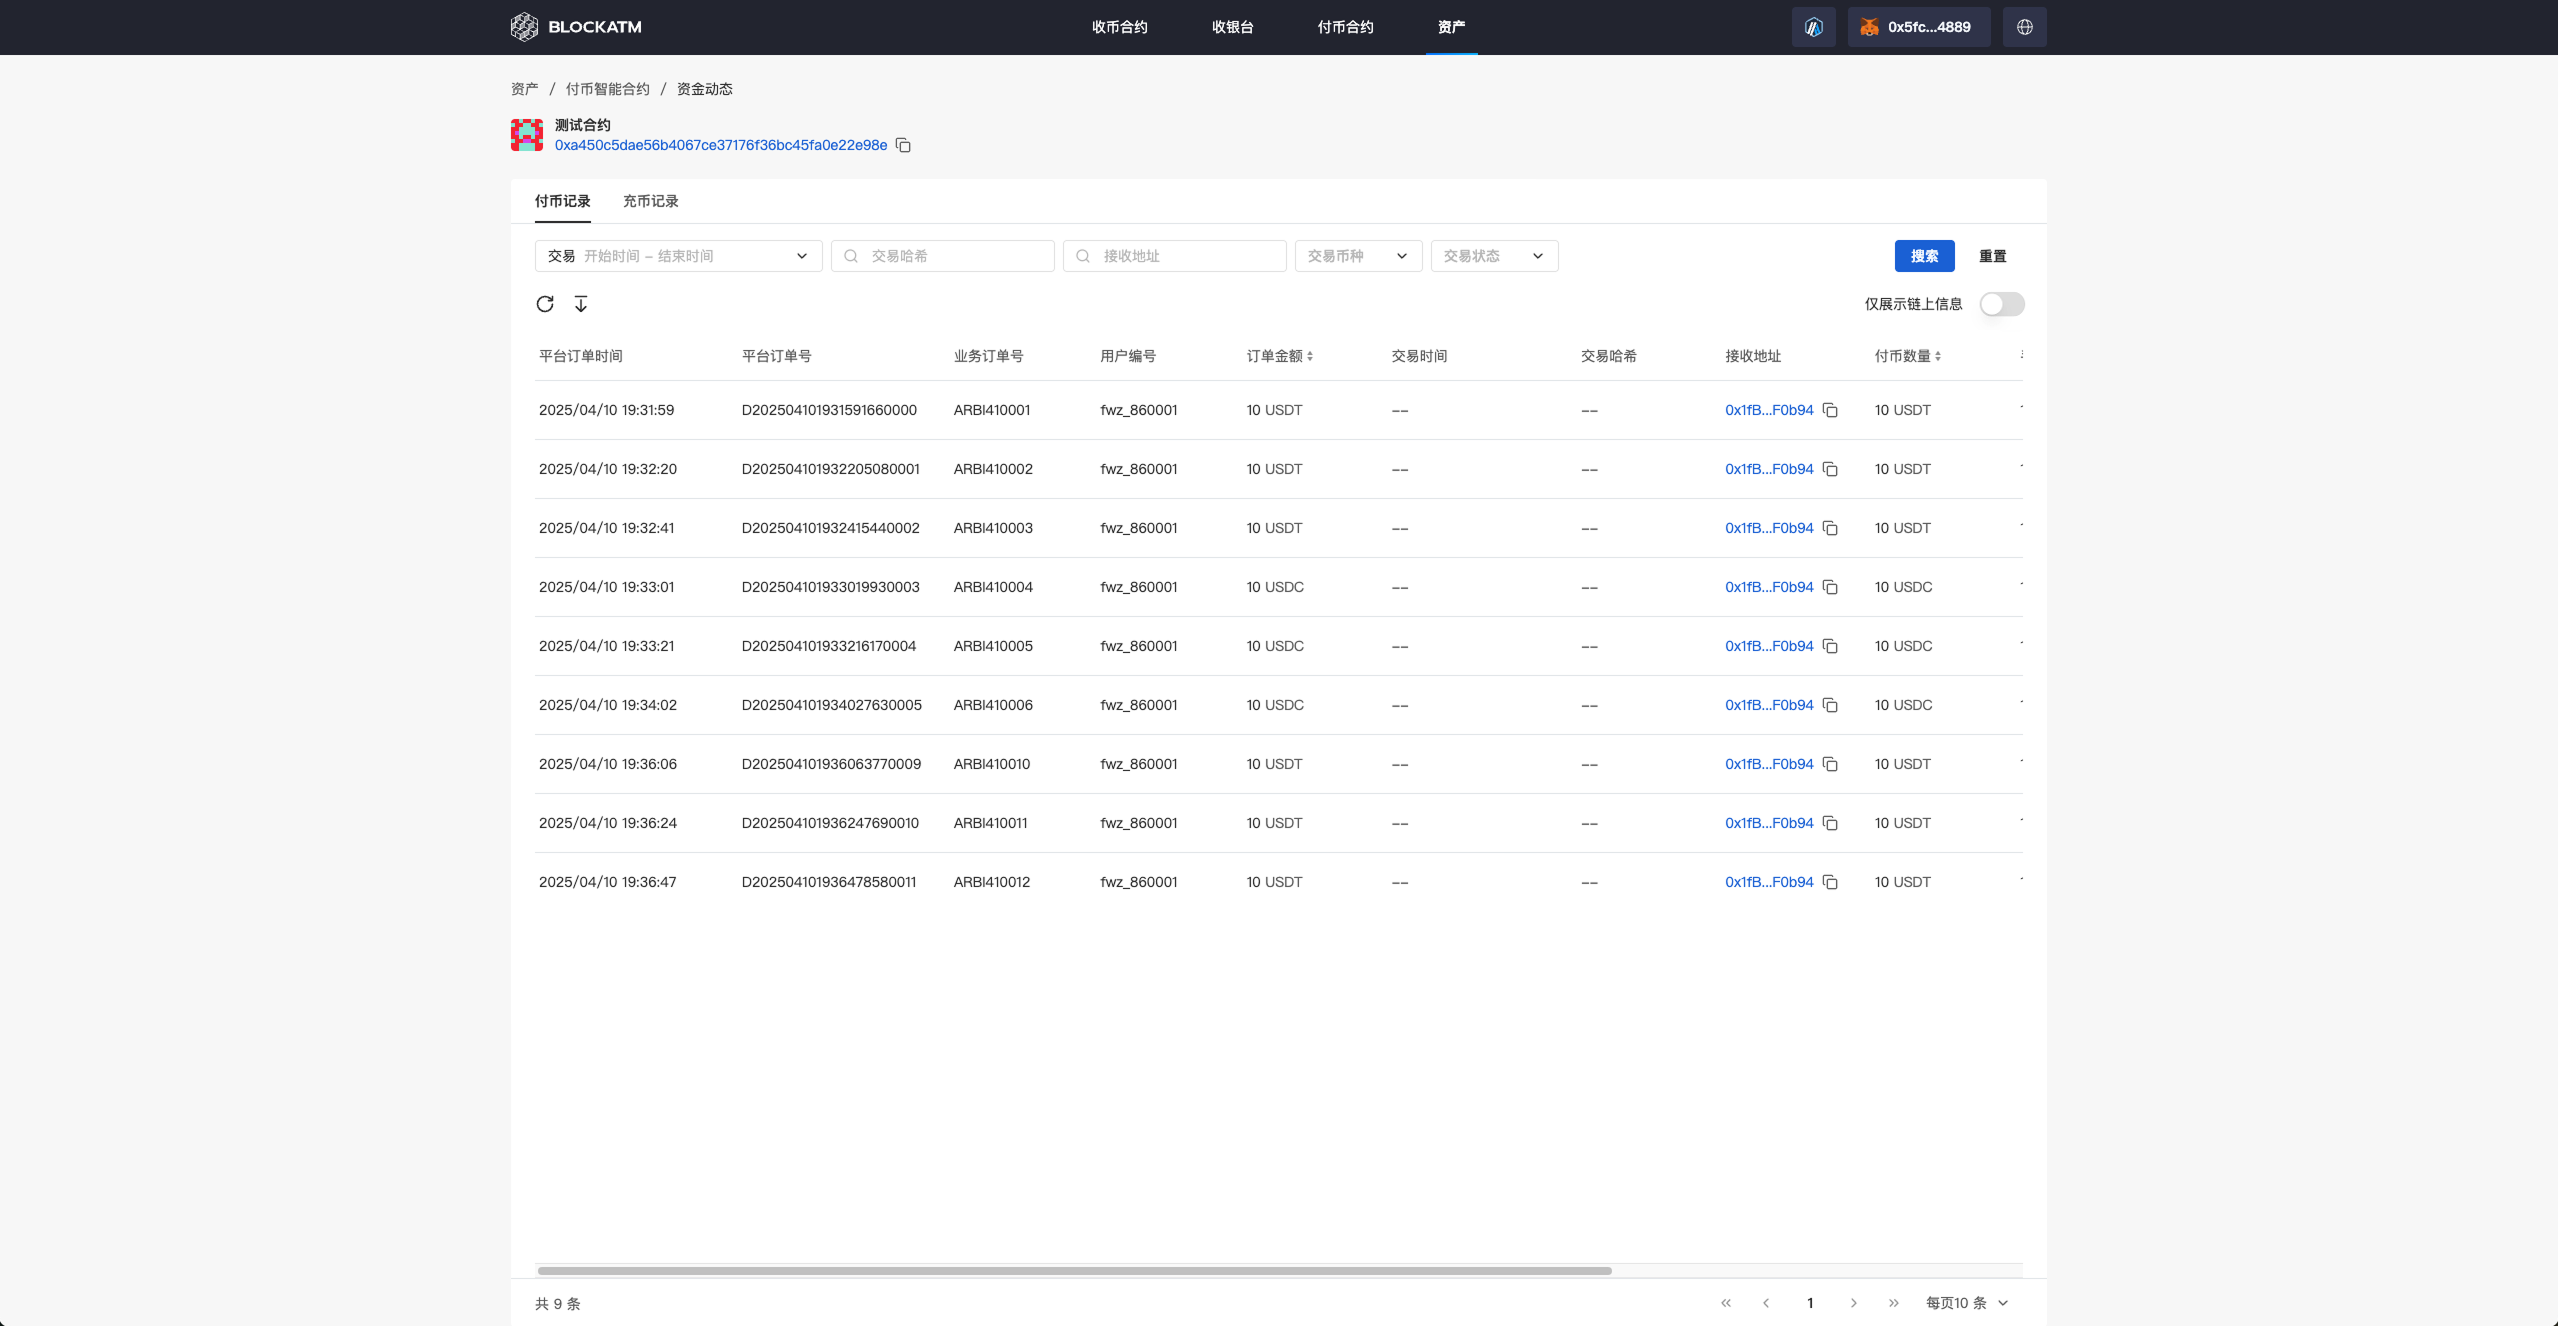 BLOCKATM 收币合约 收银台 付币合约 资产 0x5fc...4889
资产 / 付币智能合约 / 资金动态
测试合约
0xa450c5dae56b4067ce37176f36bc45fa0e22e98e
付币记录 充币记录
交易 开始时间 – 结束时间 交易哈希 接收地址 交易币种 交易状态 搜索 重置
仅展示链上信息
平台订单时间 平台订单号 业务订单号 用户编号 订单金额 交易时间 交易哈希 接收地址 付币数量
2025/04/10 19:31:59 D202504101931591660000 ARBI410001 fwz_860001 10 USDT -- -- 0x1fB...F0b94 10 USDT
2025/04/10 19:32:20 D202504101932205080001 ARBI410002 fwz_860001 10 USDT -- -- 0x1fB...F0b94 10 USDT
2025/04/10 19:32:41 D202504101932415440002 ARBI410003 fwz_860001 10 USDT -- -- 0x1fB...F0b94 10 USDT
2025/04/10 19:33:01 D202504101933019930003 ARBI410004 fwz_860001 10 USDC -- -- 0x1fB...F0b94 10 USDC
2025/04/10 19:33:21 D202504101933216170004 ARBI410005 fwz_860001 10 USDC -- -- 0x1fB...F0b94 10 USDC
2025/04/10 19:34:02 D202504101934027630005 ARBI410006 fwz_860001 10 USDC -- -- 0x1fB...F0b94 10 USDC
2025/04/10 19:36:06 D202504101936063770009 ARBI410010 fwz_860001 10 USDT -- -- 0x1fB...F0b94 10 USDT
2025/04/10 19:36:24 D202504101936247690010 ARBI410011 fwz_860001 10 USDT -- -- 0x1fB...F0b94 10 USDT
2025/04/10 19:36:47 D202504101936478580011 ARBI410012 fwz_860001 10 USDT -- -- 0x1fB...F0b94 10 USDT
共 9 条 « ‹ 1 › » 每页10 条